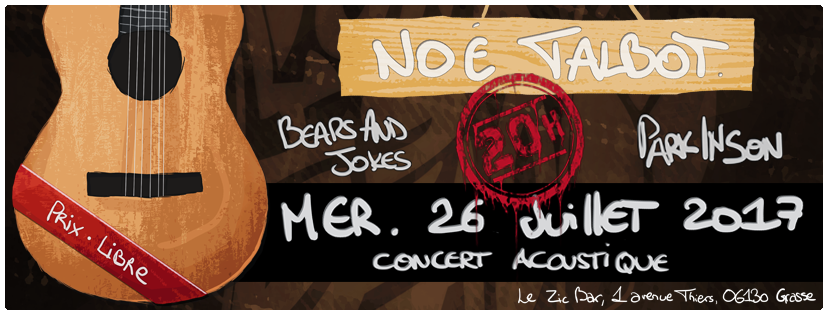 NOÉ TALBOT.
BEARS AND
JOKES
20H
PARKINSON
MER. 26 JUILLET 2017
CONCERT ACOUSTIQUE
PRIX. LIBRE
Le Zic Bar, 1 avenue Thiers, 06130 Grasse